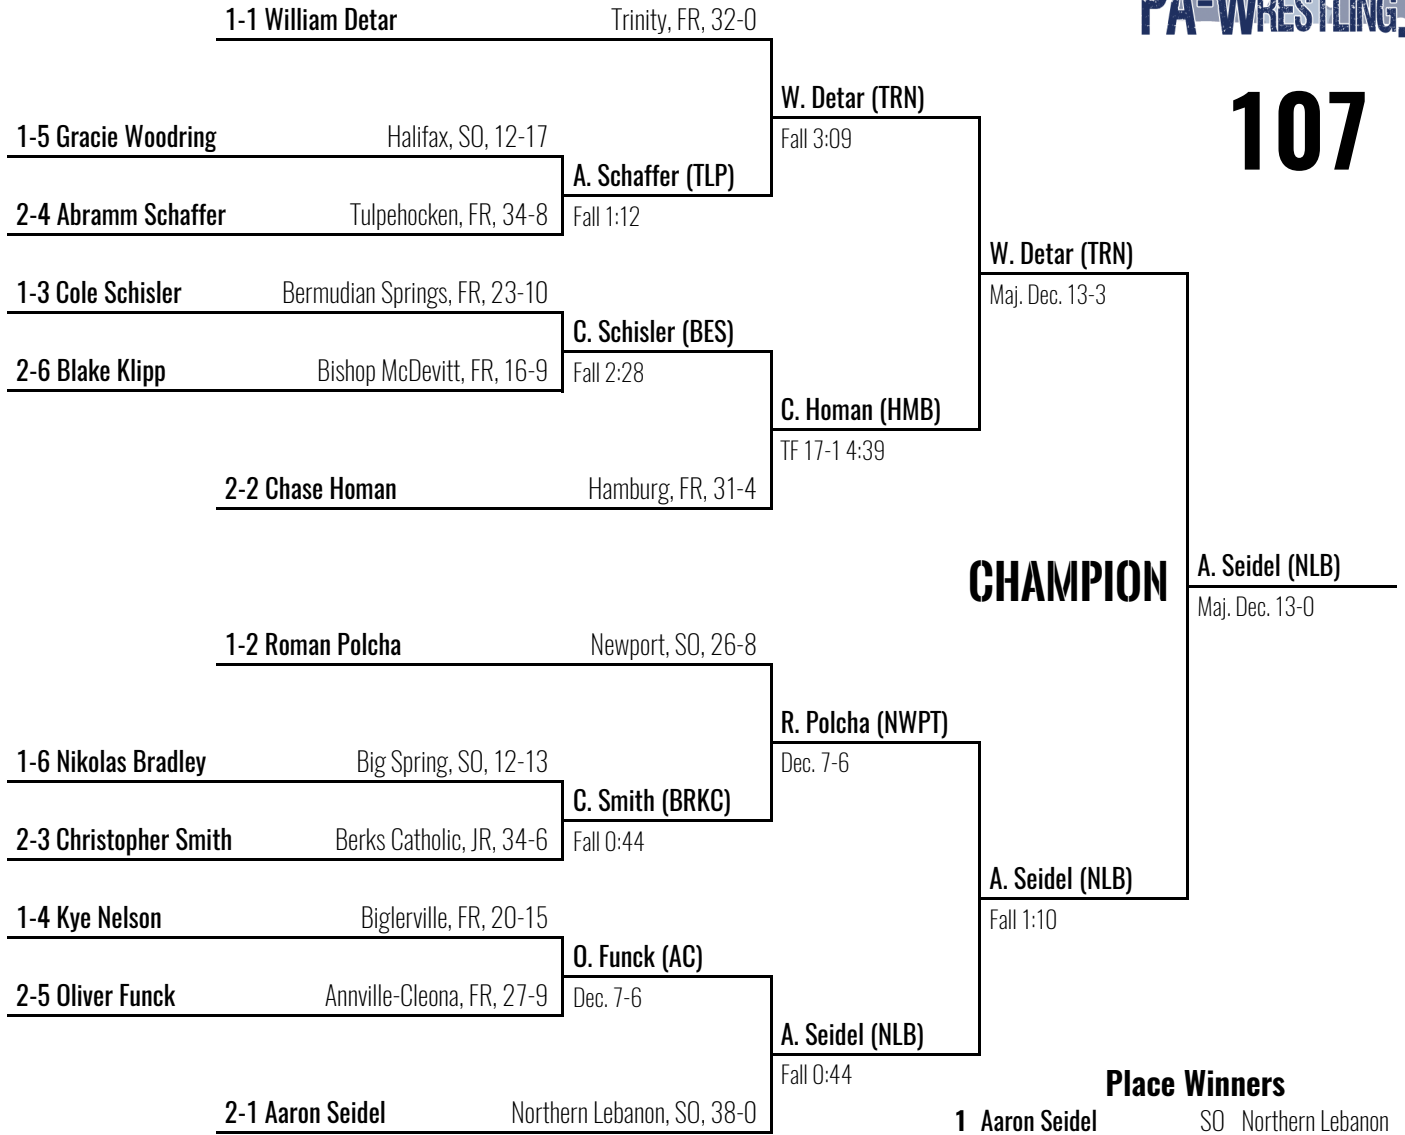 1-1 William Detar Trinity, FR, 32-0
PA-WRESTLING.
107
W. Detar (TRN)
Fall 3:09
1-5 Gracie Woodring Halifax, SO, 12-17
A. Schaffer (TLP)
Fall 1:12
2-4 Abramm Schaffer Tulpehocken, FR, 34-8
W. Detar (TRN)
Maj. Dec. 13-3
1-3 Cole Schisler Bermudian Springs, FR, 23-10
C. Schisler (BES)
Fall 2:28
2-6 Blake Klipp Bishop McDevitt, FR, 16-9
C. Homan (HMB)
TF 17-1 4:39
2-2 Chase Homan Hamburg, FR, 31-4
CHAMPION
A. Seidel (NLB)
Maj. Dec. 13-0
1-2 Roman Polcha Newport, SO, 26-8
R. Polcha (NWPT)
Dec. 7-6
1-6 Nikolas Bradley Big Spring, SO, 12-13
C. Smith (BRKC)
Fall 0:44
2-3 Christopher Smith Berks Catholic, JR, 34-6
A. Seidel (NLB)
Fall 1:10
1-4 Kye Nelson Biglerville, FR, 20-15
O. Funck (AC)
Dec. 7-6
2-5 Oliver Funck Annville-Cleona, FR, 27-9
A. Seidel (NLB)
Fall 0:44
2-1 Aaron Seidel Northern Lebanon, SO, 38-0
Place Winners
1 Aaron Seidel SO Northern Lebanon